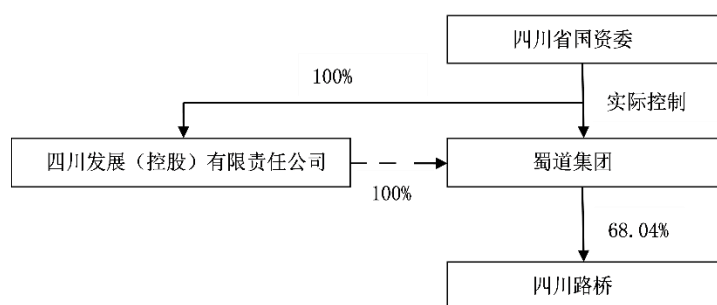 四川省国资委
100%
实际控制
四川发展（控股）有限责任公司
蜀道集团
100%
68.04%
四川路桥